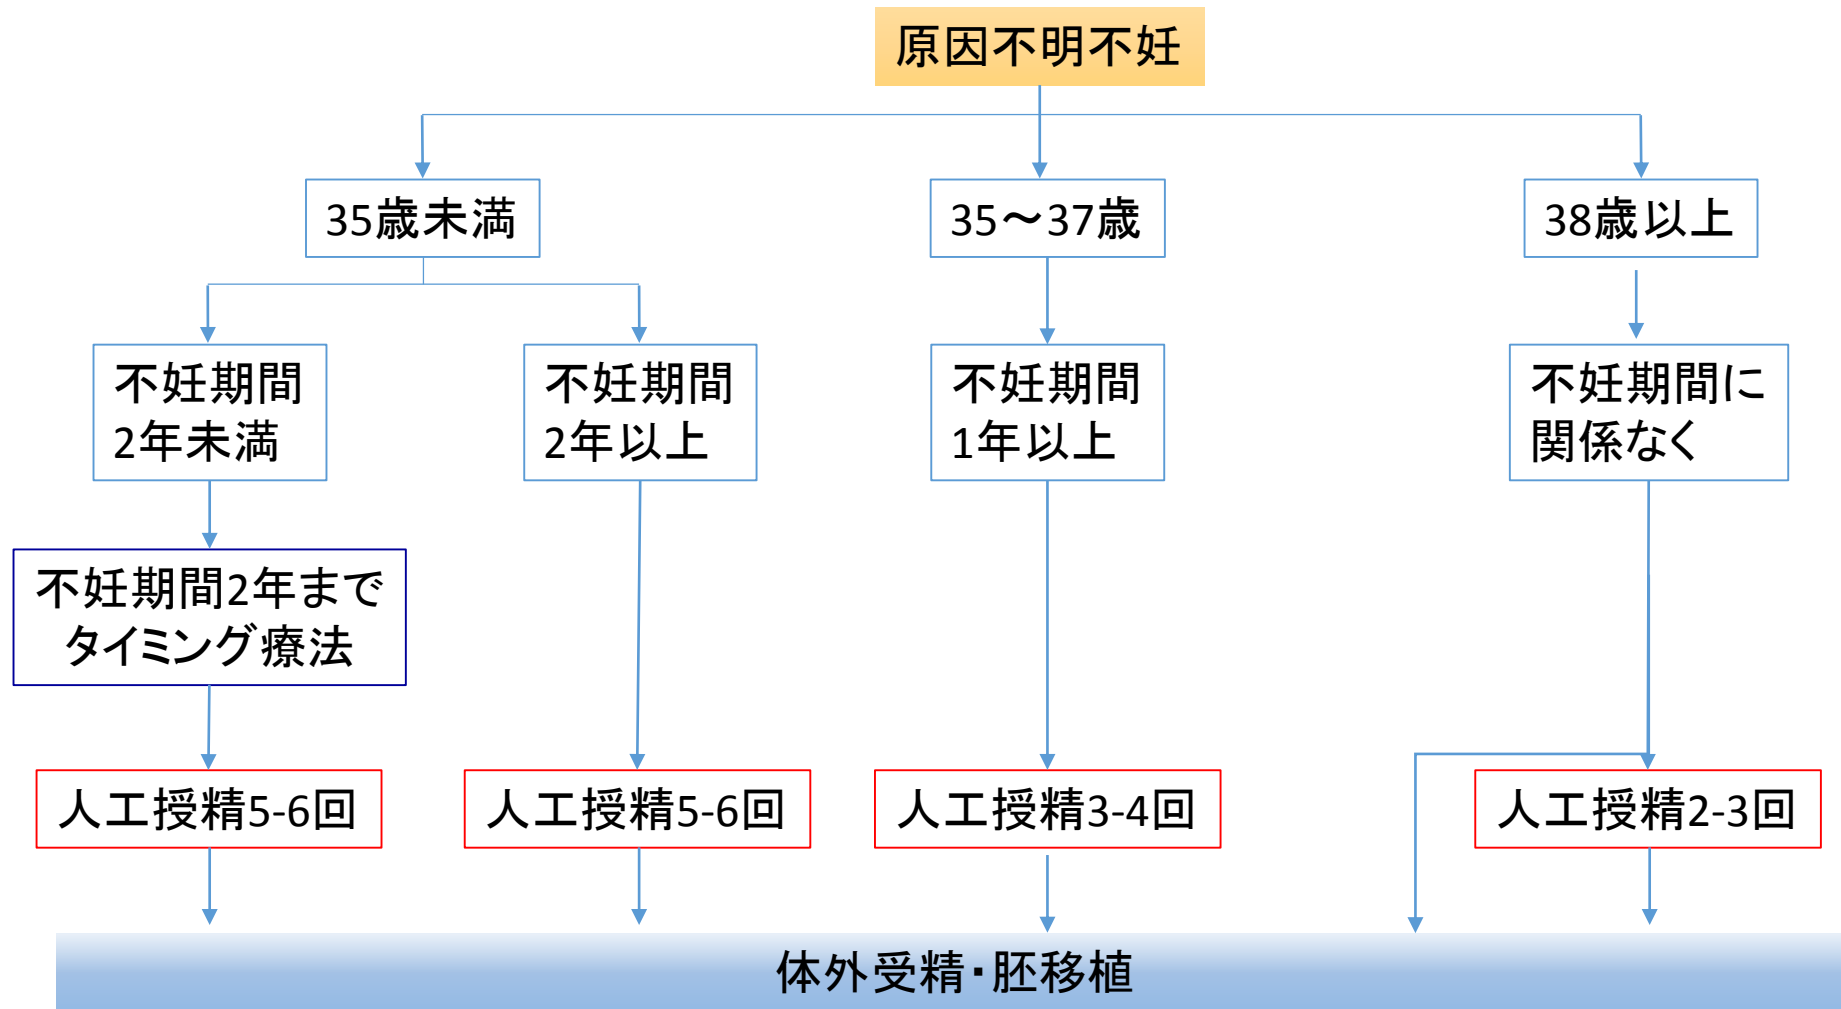 原因不明不妊
35歳未満
35～37歳
38歳以上
不妊期間
2年未満
不妊期間
2年以上
不妊期間
1年以上
不妊期間に
関係なく
不妊期間2年まで
タイミング療法
人工授精5-6回
人工授精5-6回
人工授精3-4回
人工授精2-3回
体外受精・胚移植